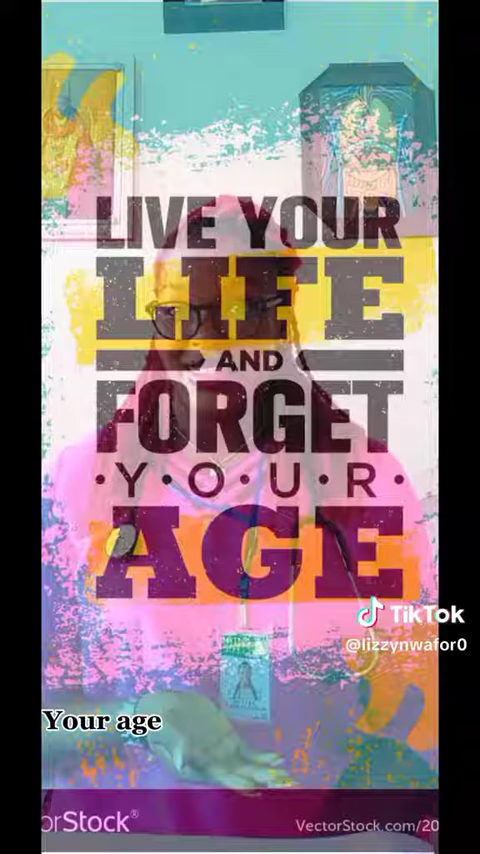 LIVE YOUR
LIFE
AND
FORGET
·Y·O·U·R·
AGE
TikTok
@lizzynwafor0
Your age
orStock®
VectorStock.com/20